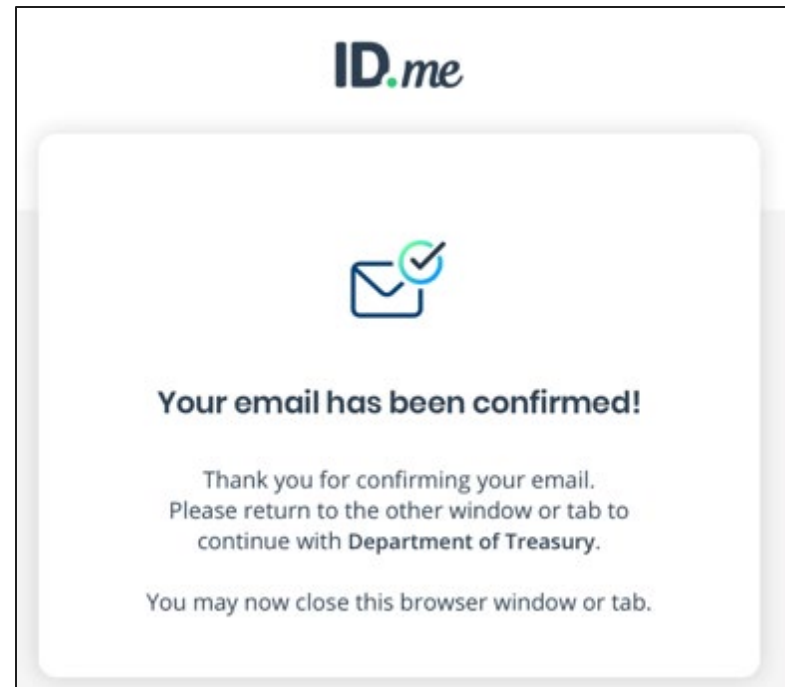 ID.me
Your email has been confirmed!
Thank you for confirming your email.
Please return to the other window or tab to
continue with Department of Treasury.
You may now close this browser window or tab.